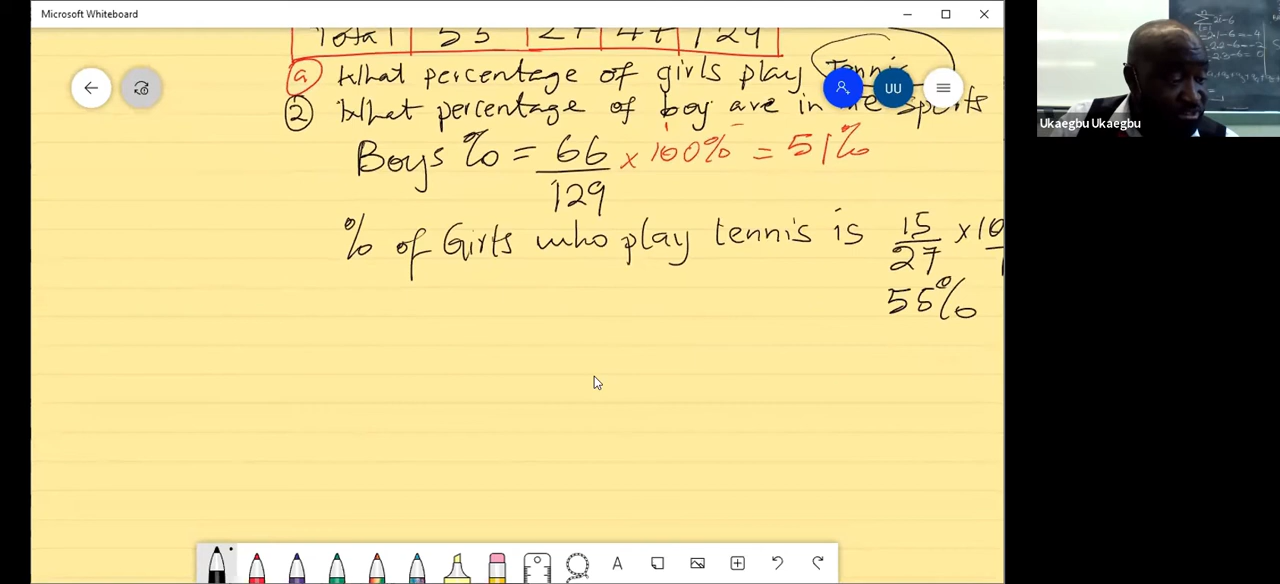 Microsoft Whiteboard
Total 55 27 47 129
a What percentage of girls play Tennis
2 What percentage of boy are in the sports
Boys % = 66/129 x 100% = 51%
% of Girls who play tennis is 15/27 x 10
55%
UU
A
Ukaegbu Ukaegbu